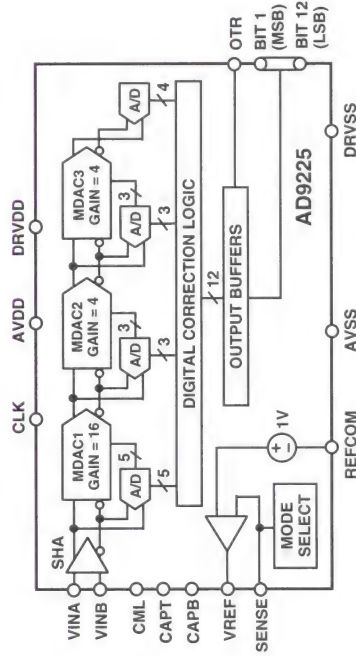 CLK
AVDD
DRVDD
SHA
MDAC1
GAIN = 16
MDAC2
GAIN = 4
MDAC3
GAIN = 4
VINA
VINB
5
A/D
3
A/D
3
A/D
A/D
5
3
3
4
CML
CAPT
CAPB
DIGITAL CORRECTION LOGIC
12
VREF
SENSE
OUTPUT BUFFERS
OTR
BIT 1
(MSB)
BIT 12
(LSB)
+
−
1V
MODE
SELECT
AD9225
REFCOM
AVSS
DRVSS